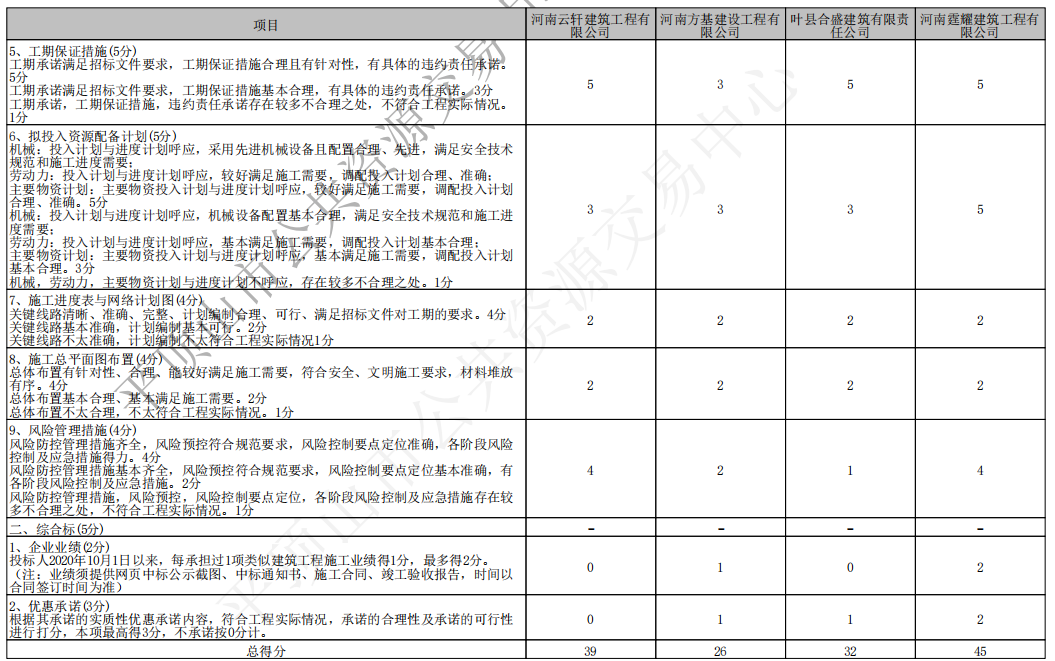 项目
河南云轩建筑工程有
限公司
河南方基建设工程有
限公司
叶县合盛建筑有限责
任公司
河南霆耀建筑工程有
限公司
5、工期保证措施(5分)
工期承诺满足招标文件要求，工期保证措施合理且有针对性，有具体的违约责任承诺。
5分
工期承诺满足招标文件要求，工期保证措施基本合理，有具体的违约责任承诺。3分
工期承诺，工期保证措施，违约责任承诺存在较多不合理之处，不符合工程实际情况。
1分
5
3
5
5
6、拟投入资源配备计划(5分)
机械：投入计划与进度计划呼应，采用先进机械设备且配置合理、先进，满足安全技术
规范和施工进度需要；
劳动力：投入计划与进度计划呼应，较好满足施工需要，调配投入计划合理、准确；
主要物资计划：主要物资投入计划与进度计划呼应，较好满足施工需要，调配投入计划
合理、准确。5分
机械：投入计划与进度计划呼应，机械设备配置基本合理，满足安全技术规范和施工进
度需要；
劳动力：投入计划与进度计划呼应，基本满足施工需要，调配投入计划基本合理；
主要物资计划：主要物资投入计划与进度计划呼应，基本满足施工需要，调配投入计划
基本合理。3分
机械，劳动力，主要物资计划与进度计划不呼应，存在较多不合理之处。1分
3
3
3
5
7、施工进度表与网络计划图(4分)
关键线路清晰、准确、完整、计划编制合理、可行、满足招标文件对工期的要求。4分
关键线路基本准确，计划编制基本可行。2分
关键线路不太准确，计划编制不太符合工程实际情况1分
2
2
2
2
8、施工总平面图布置(4分)
总体布置有针对性、合理、能较好满足施工需要，符合安全、文明施工要求，材料堆放
有序。4分
总体布置基本合理、基本满足施工需要。2分
总体布置不太合理，不太符合工程实际情况。1分
2
2
2
2
9、风险管理措施(4分)
风险防控管理措施齐全，风险预控符合规范要求，风险控制要点定位准确，各阶段风险
控制及应急措施得力。4分
风险防控管理措施基本齐全，风险预控符合规范要求，风险控制要点定位基本准确，有
各阶段风险控制及应急措施。2分
风险防控管理措施，风险预控，风险控制要点定位，各阶段风险控制及应急措施存在较
多不合理之处，不符合工程实际情况。1分
4
2
1
4
二、综合标(5分)
-
-
-
-
1、企业业绩(2分)
投标人2020年10月1日以来，每承担过1项类似建筑工程施工业绩得1分，最多得2分。
（注：业绩须提供网页中标公示截图、中标通知书、施工合同、竣工验收报告，时间以
合同签订时间为准）
0
1
0
2
2、优惠承诺(3分)
根据其承诺的实质性优惠承诺内容，符合工程实际情况，承诺的合理性及承诺的可行性
进行打分，本项最高得3分，不承诺按0分计。
0
1
1
2
总得分
39
26
32
45
平顶山市公共资源交易中
平顶山市公共资源交易中心